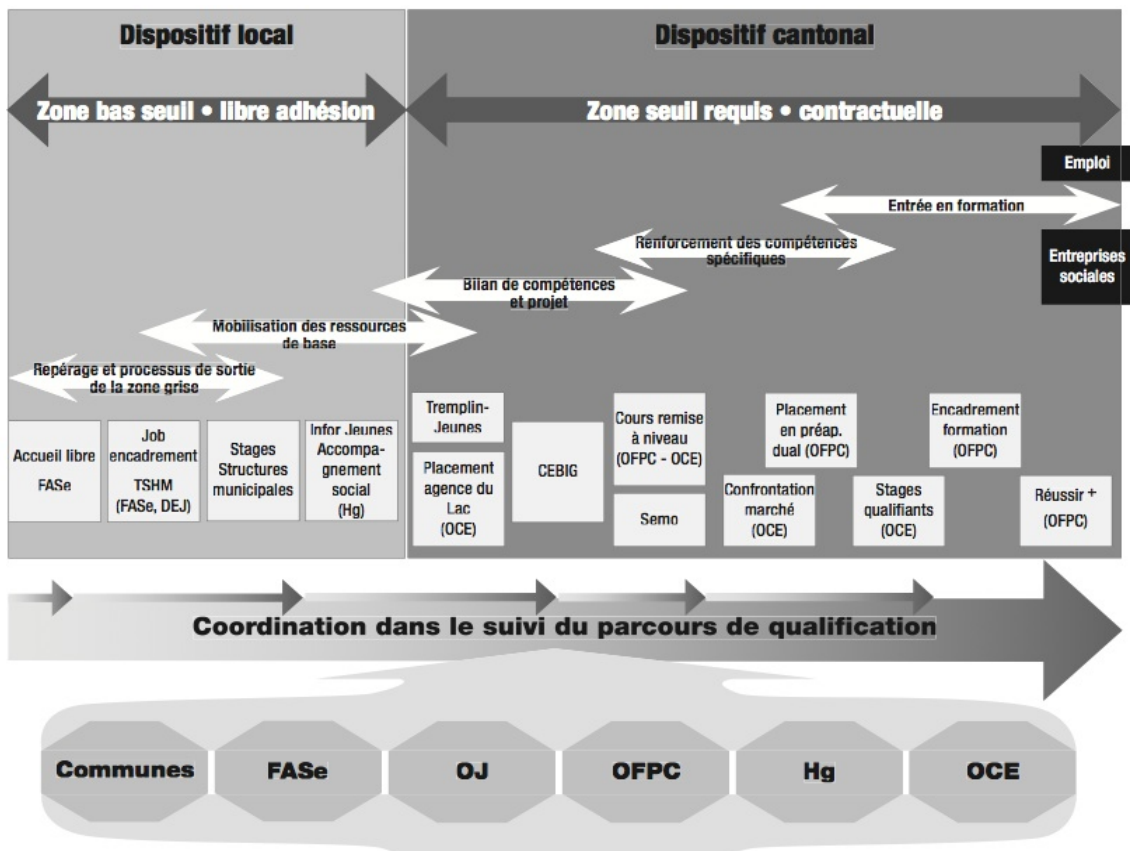 Dispositif local
Dispositif cantonal
Zone bas seuil • libre adhésion
Zone seuil requis • contractuelle
Emploi
Entrée en formation
Renforcement des compétences
spécifiques
Entreprises
sociales
Bilan de compétences
et projet
Mobilisation des ressources
de base
Repérage et processus de sortie
de la zone grise
Accueil libre
FASe
Job
encadrement
TSHM
(FASe, DEJ)
Stages
Structures
municipales
Infor Jeunes
Accompa-
gnement
social
(Hg)
Tremplin-
Jeunes
Placement
agence du
Lac
(OCE)
CEBIG
Cours remise
à niveau
(OFPC - OCE)
Semo
Placement
en préap.
dual (OFPC)
Confrontation
marché
(OCE)
Stages
qualifiants
(OCE)
Encadrement
formation
(OFPC)
Réussir +
(OFPC)
Coordination dans le suivi du parcours de qualification
Communes
FASe
OJ
OFPC
Hg
OCE